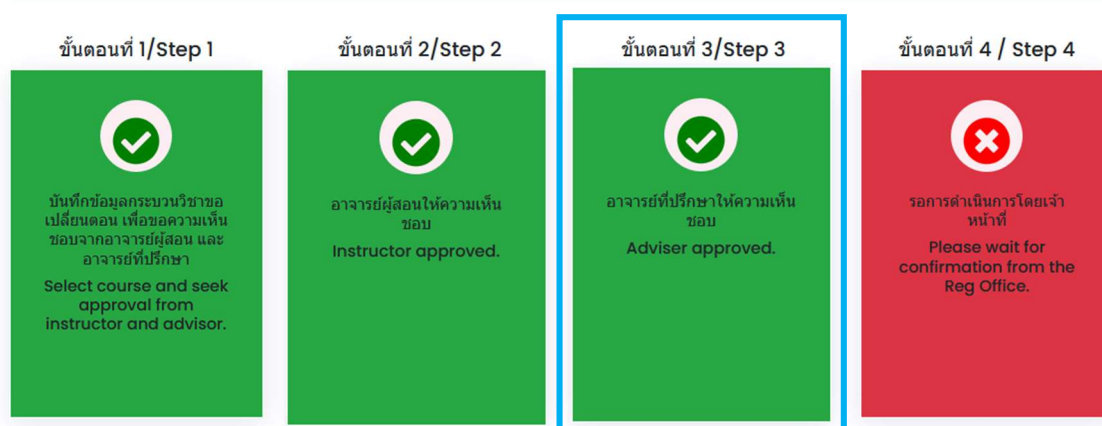 ขั้นตอนที่ 1/Step 1
บันทึกข้อมูลกระบวนวิชาขอ
เปลี่ยนตอน เพื่อขอความเห็น
ชอบจากอาจารย์ผู้สอน และ
อาจารย์ที่ปรึกษา
Select course and seek
approval from
instructor and advisor.
ขั้นตอนที่ 2/Step 2
อาจารย์ผู้สอนให้ความเห็น
ชอบ
Instructor approved.
ขั้นตอนที่ 3/Step 3
อาจารย์ที่ปรึกษาให้ความเห็น
ชอบ
Adviser approved.
ขั้นตอนที่ 4 / Step 4
รอการดำเนินการโดยเจ้า
หน้าที่
Please wait for
confirmation from the
Reg Office.